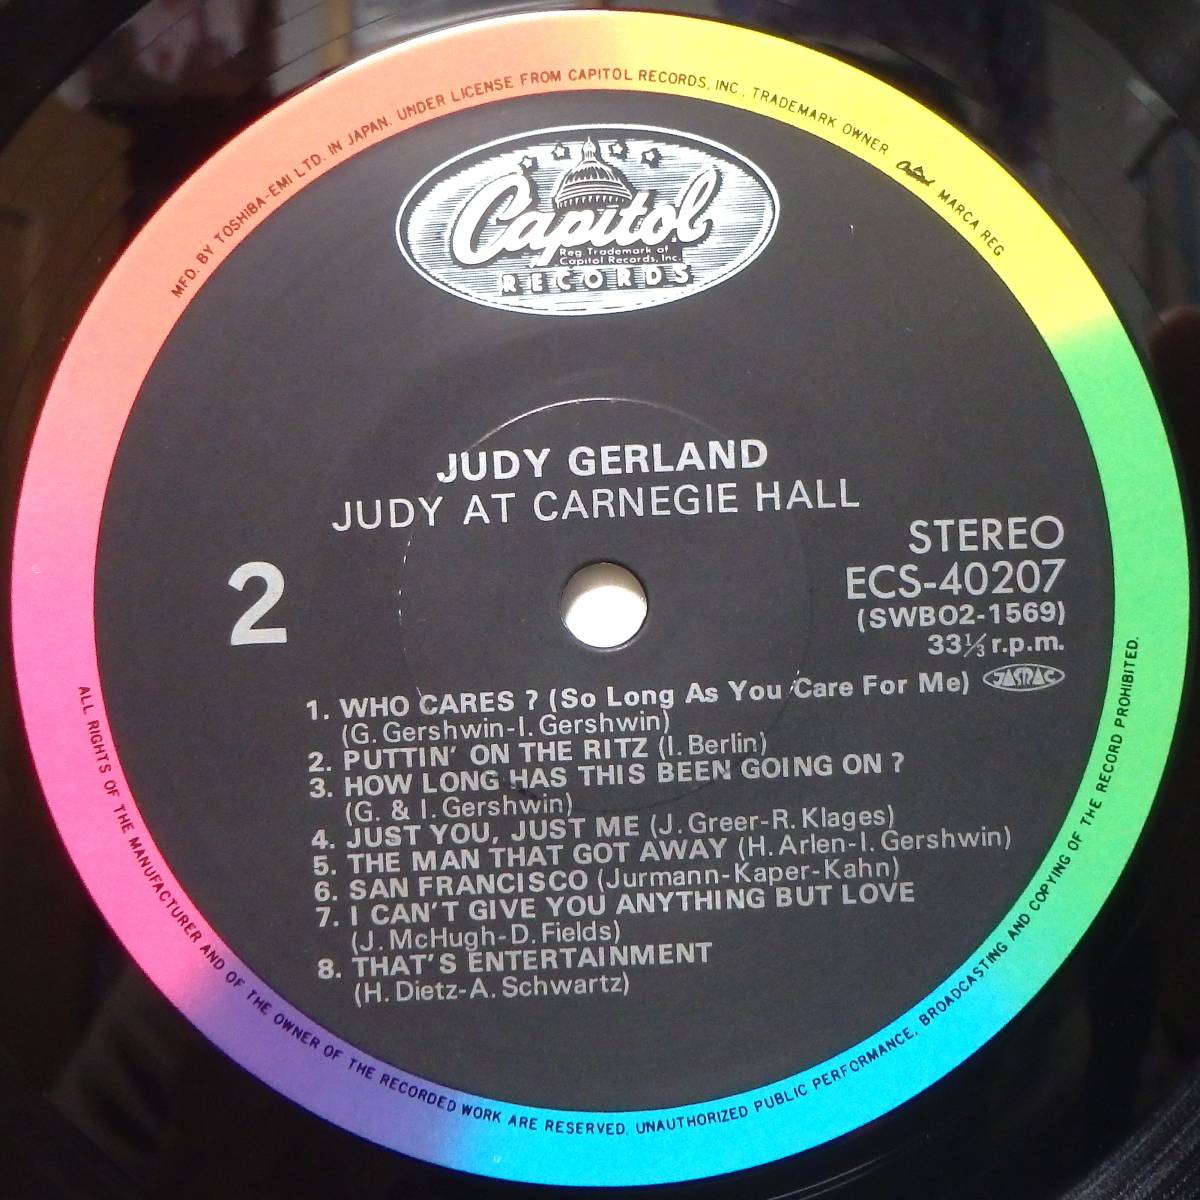 MFD. BY TOSHIBA-EMI LTD. IN JAPAN. UNDER LICENSE FROM CAPITOL RECORDS, INC., TRADEMARK OWNER. Capitol MARCA REG
Capitol
Reg. Trademark of
Capitol Records, Inc.
RECORDS
JUDY GERLAND
JUDY AT CARNEGIE HALL
2
STEREO
ECS-40207
(SWBO2-1569)
33⅓ r.p.m.
JASRAC
1. WHO CARES ? (So Long As You Care For Me)
(G. Gershwin-I. Gershwin)
2. PUTTIN' ON THE RITZ (I. Berlin)
3. HOW LONG HAS THIS BEEN GOING ON ?
(G. & I. Gershwin)
4. JUST YOU, JUST ME (J. Greer-R. Klages)
5. THE MAN THAT GOT AWAY (H. Arlen-I. Gershwin)
6. SAN FRANCISCO (Jurmann-Kaper-Kahn)
7. I CAN'T GIVE YOU ANYTHING BUT LOVE
(J. McHugh-D. Fields)
8. THAT'S ENTERTAINMENT
(H. Dietz-A. Schwartz)
ALL RIGHTS OF THE MANUFACTURER AND OF THE OWNER OF THE RECORDED WORK ARE RESERVED. UNAUTHORIZED PUBLIC PERFORMANCE, BROADCASTING AND COPYING OF THE RECORD PROHIBITED.